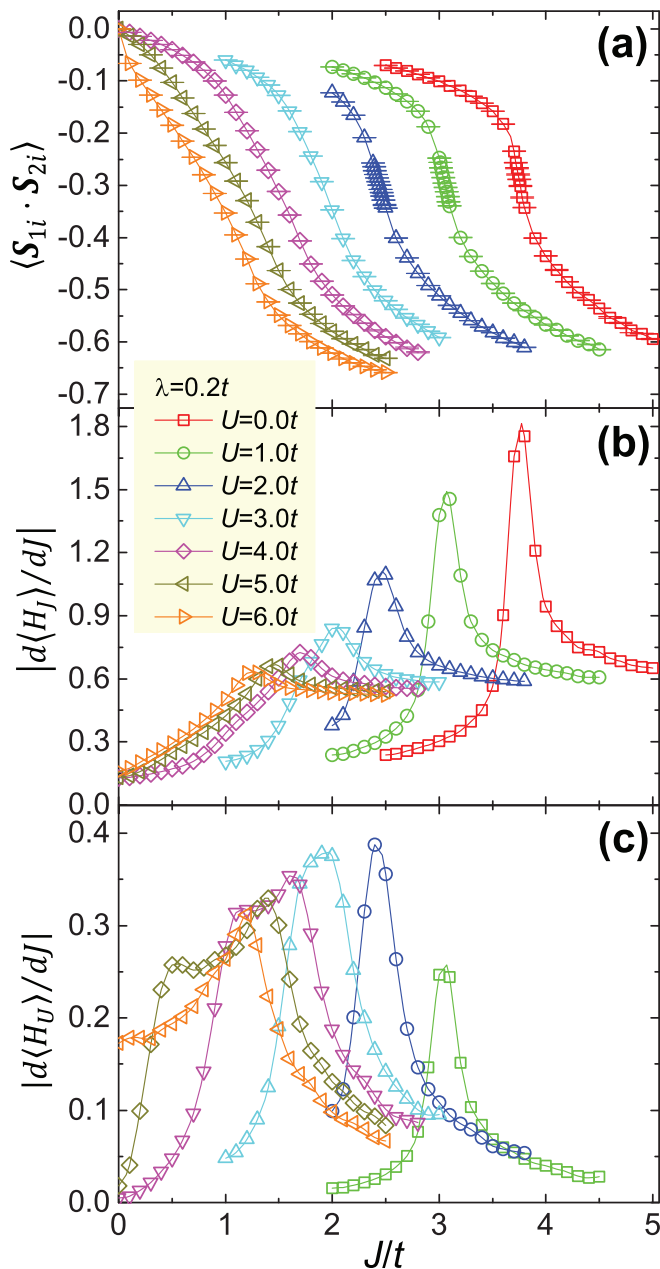 (a)
0.0
-0.1
-0.2
-0.3
-0.4
-0.5
-0.6
-0.7
⟨S1i · S2i⟩
λ=0.2t
U=0.0t
U=1.0t
U=2.0t
U=3.0t
U=4.0t
U=5.0t
U=6.0t
(b)
1.8
1.5
1.2
0.9
0.6
0.3
0.0
|d⟨HJ⟩/dJ|
(c)
0.4
0.3
0.2
0.1
0.0
|d⟨HU⟩/dJ|
0 1 2 3 4 5
J/t